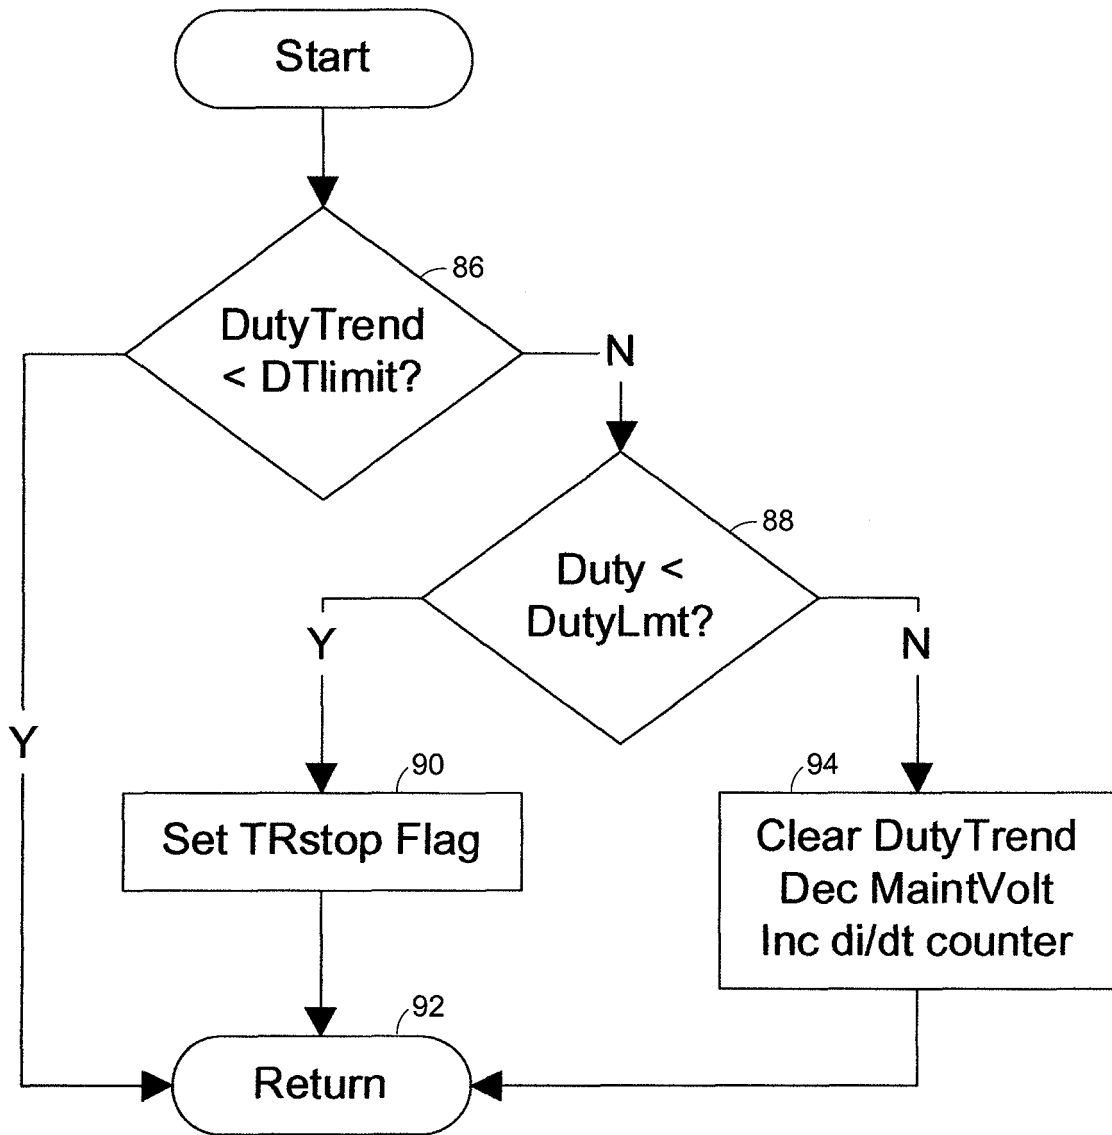 Start
86
DutyTrend
< DTlimit?
N
88
Duty <
DutyLmt?
Y
N
Y
90
Set TRstop Flag
94
Clear DutyTrend
Dec MaintVolt
Inc di/dt counter
92
Return